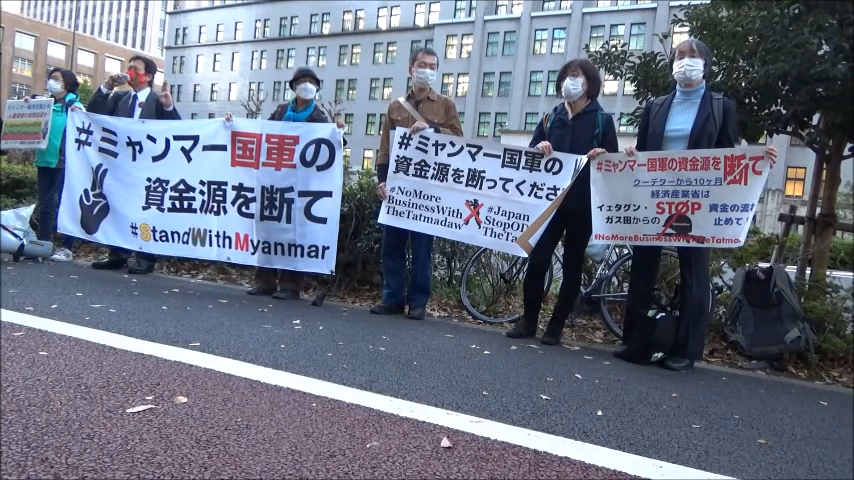 #ミャンマー国軍の
資金源を断て
#StandWithMyanmar
#ミャンマー国軍の
資金源を断ってくださ
#NoMore
BusinessWith
TheTatmadaw
#Japan
StopOD
TheTa
#ミャンマー国軍の資金源を断て
クーデターから10ヶ月
経済産業省は
イェタグン・
ガス田からの
STOP
資金の流れ
止めて!
#NoMoreBusinessWithTheTatma